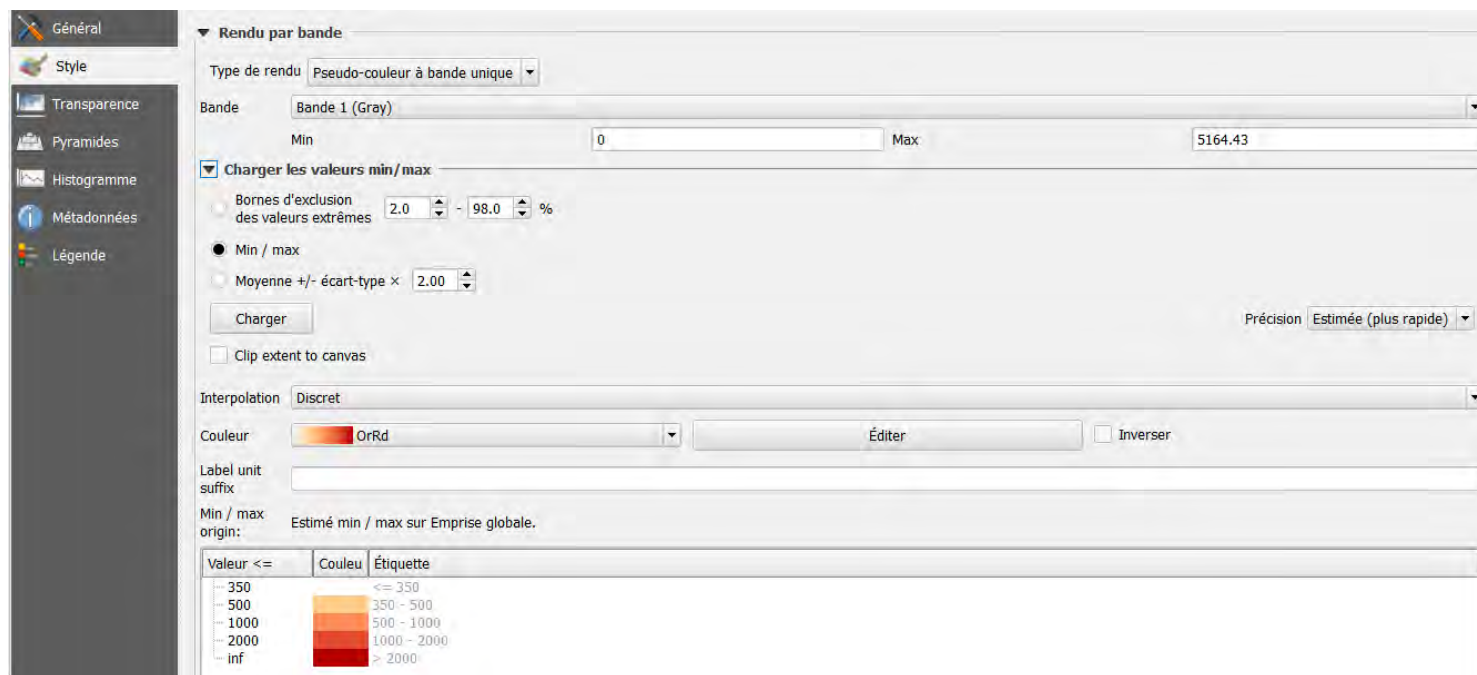 Général
Style
Transparence
Pyramides
Histogramme
Métadonnées
Légende
Rendu par bande
Type de rendu Pseudo-couleur à bande unique
Bande Bande 1 (Gray)
Min 0 Max 5164.43
Charger les valeurs min/max
Bornes d'exclusion
des valeurs extrêmes 2.0 - 98.0 %
Min / max
Moyenne +/- écart-type × 2.00
Charger Précision Estimée (plus rapide)
Clip extent to canvas
Interpolation Discret
Couleur OrRd Éditer Inverser
Label unit
suffix
Min / max
origin: Estimé min / max sur Emprise globale.
Valeur <= Couleu Étiquette
350 <= 350
500 350 - 500
1000 500 - 1000
2000 1000 - 2000
inf > 2000